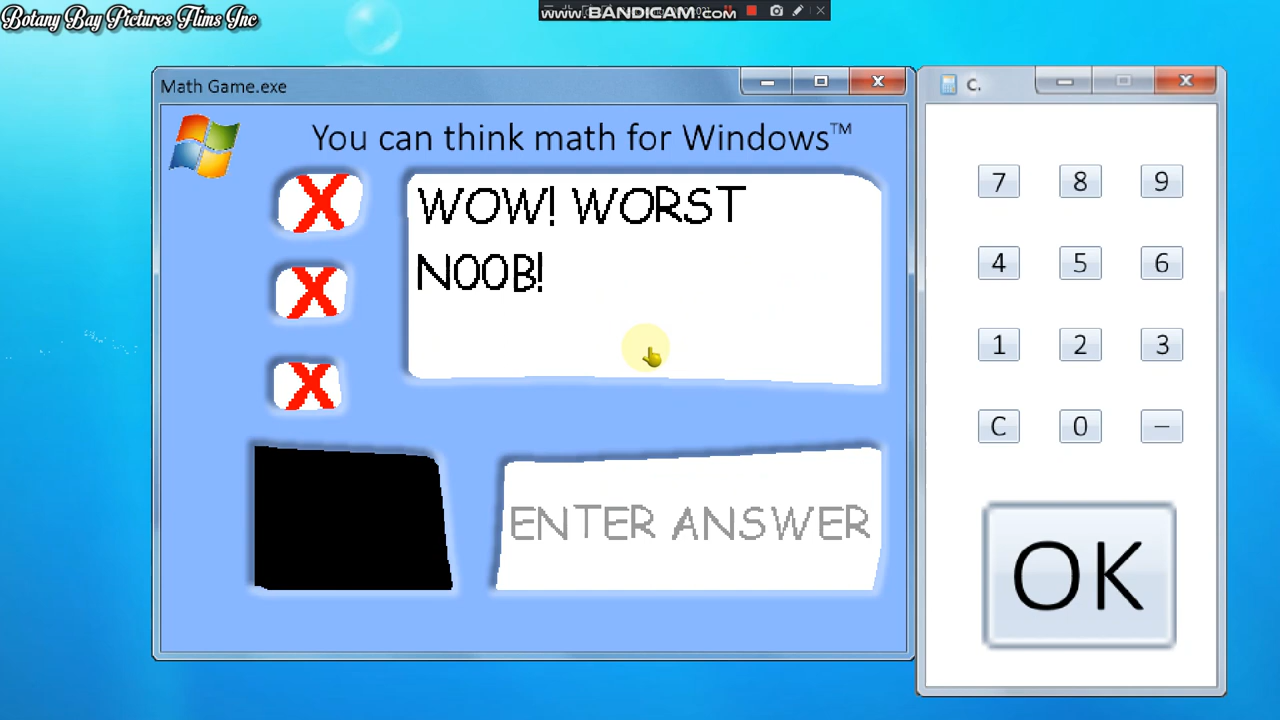 Botany Bay Pictures Flims Inc
www.BANDICAM.com
Math Game.exe
C.
You can think math for Windows™
WOW! WORST
NOOB!
ENTER ANSWER
7 8 9
4 5 6
1 2 3
C 0 –
OK